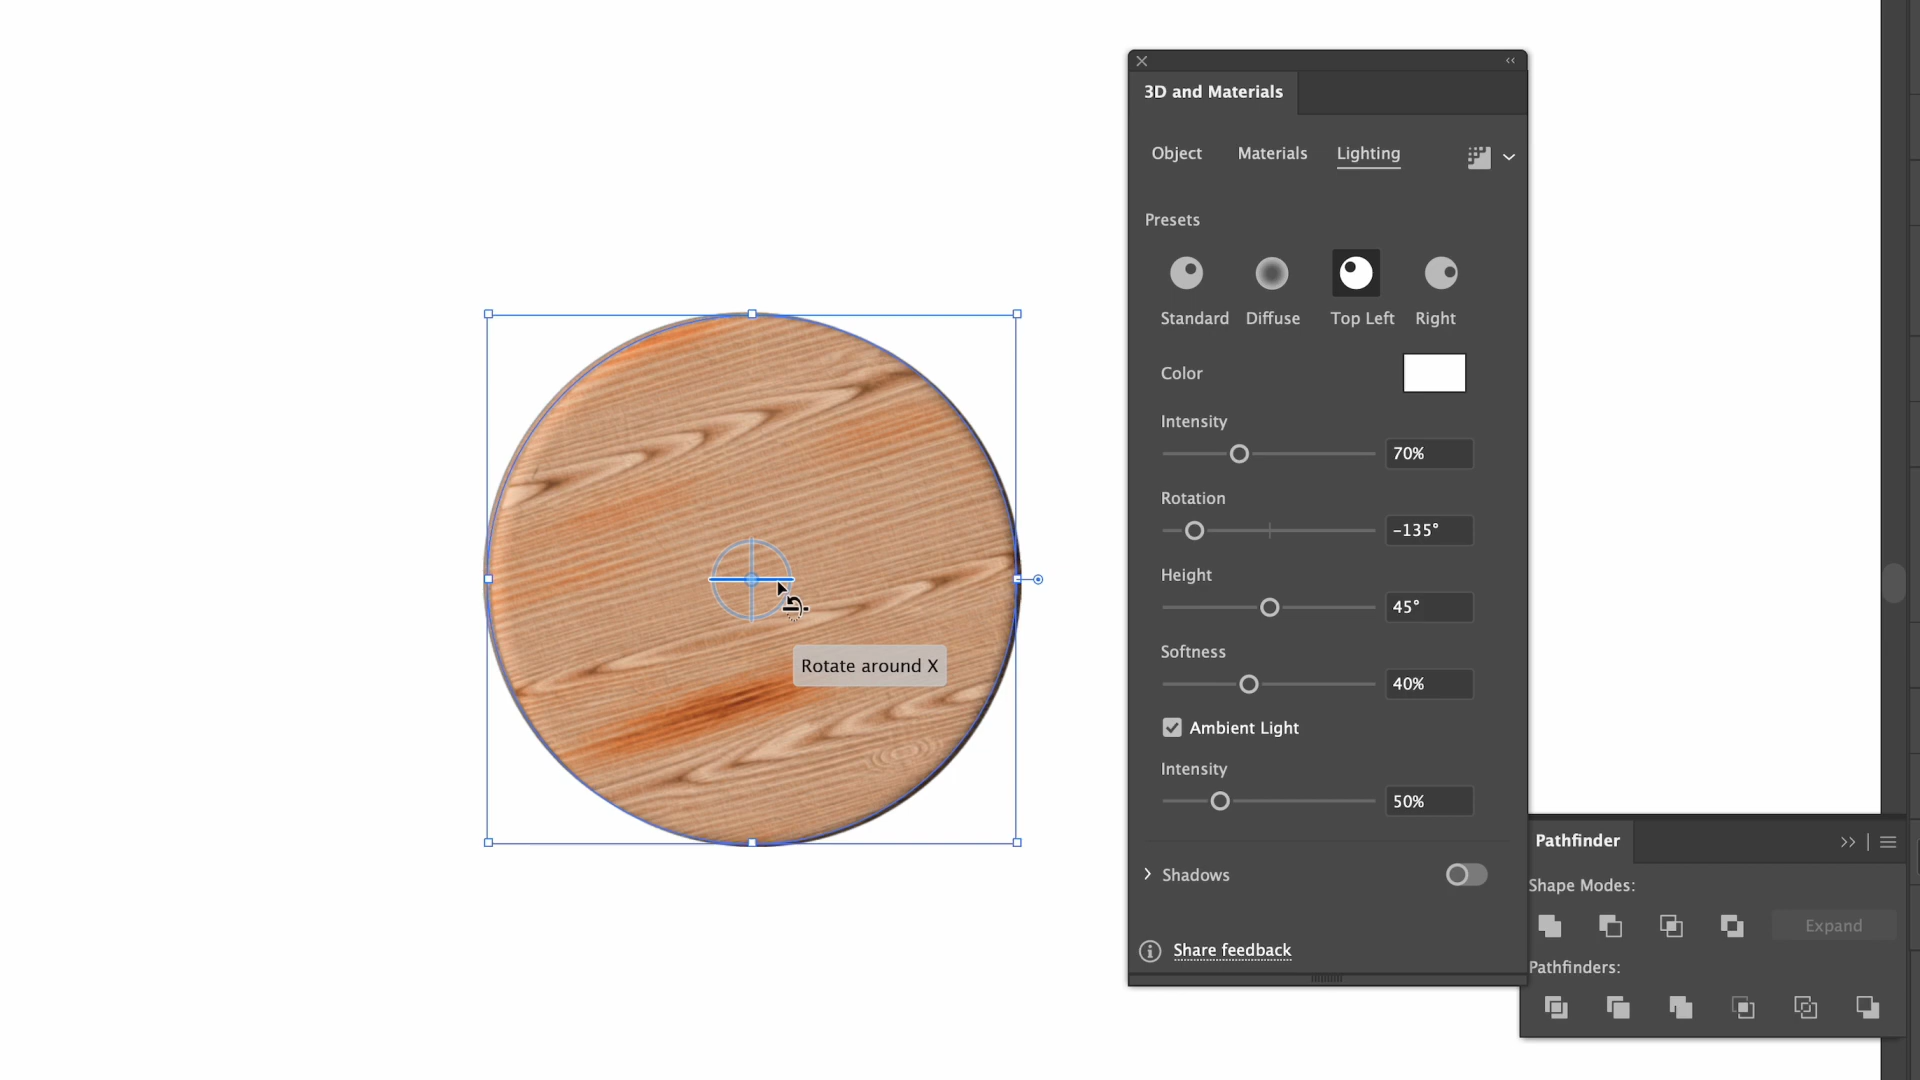 3D and Materials
Object Materials Lighting
Presets
Standard Diffuse Top Left Right
Color
Intensity
70%
Rotation
-135°
Height
45°
Softness
40%
Ambient Light
Intensity
50%
Shadows
Share feedback
Rotate around X
Pathfinder
Shape Modes:
Expand
Pathfinders: